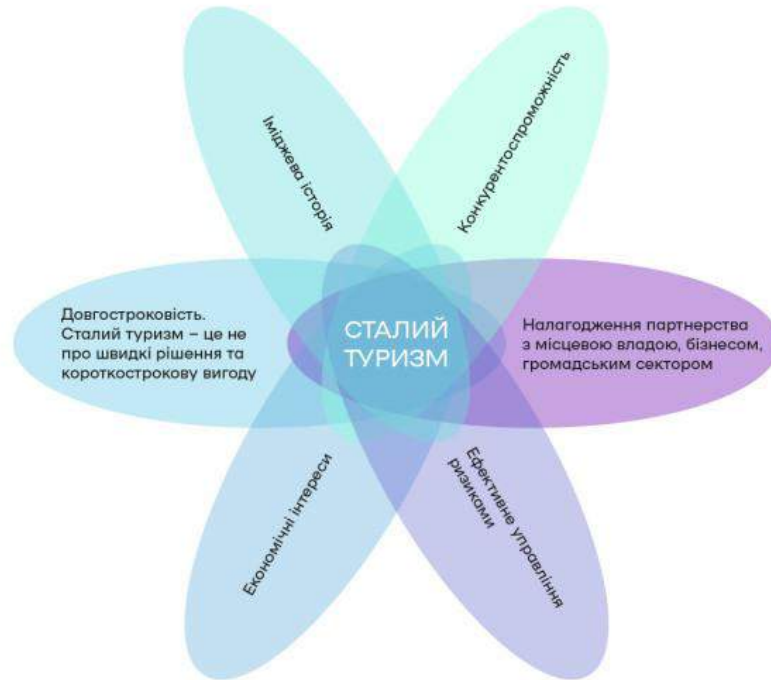 Іміджева історія
Конкурентоспроможність
Довгостроковість.
Сталий туризм – це не
про швидкі рішення та
короткострокову вигоду
СТАЛИЙ
ТУРИЗМ
Налагодження партнерства
з місцевою владою, бізнесом,
громадським сектором
Економічні інтереси
Ефективне управління
ризиками